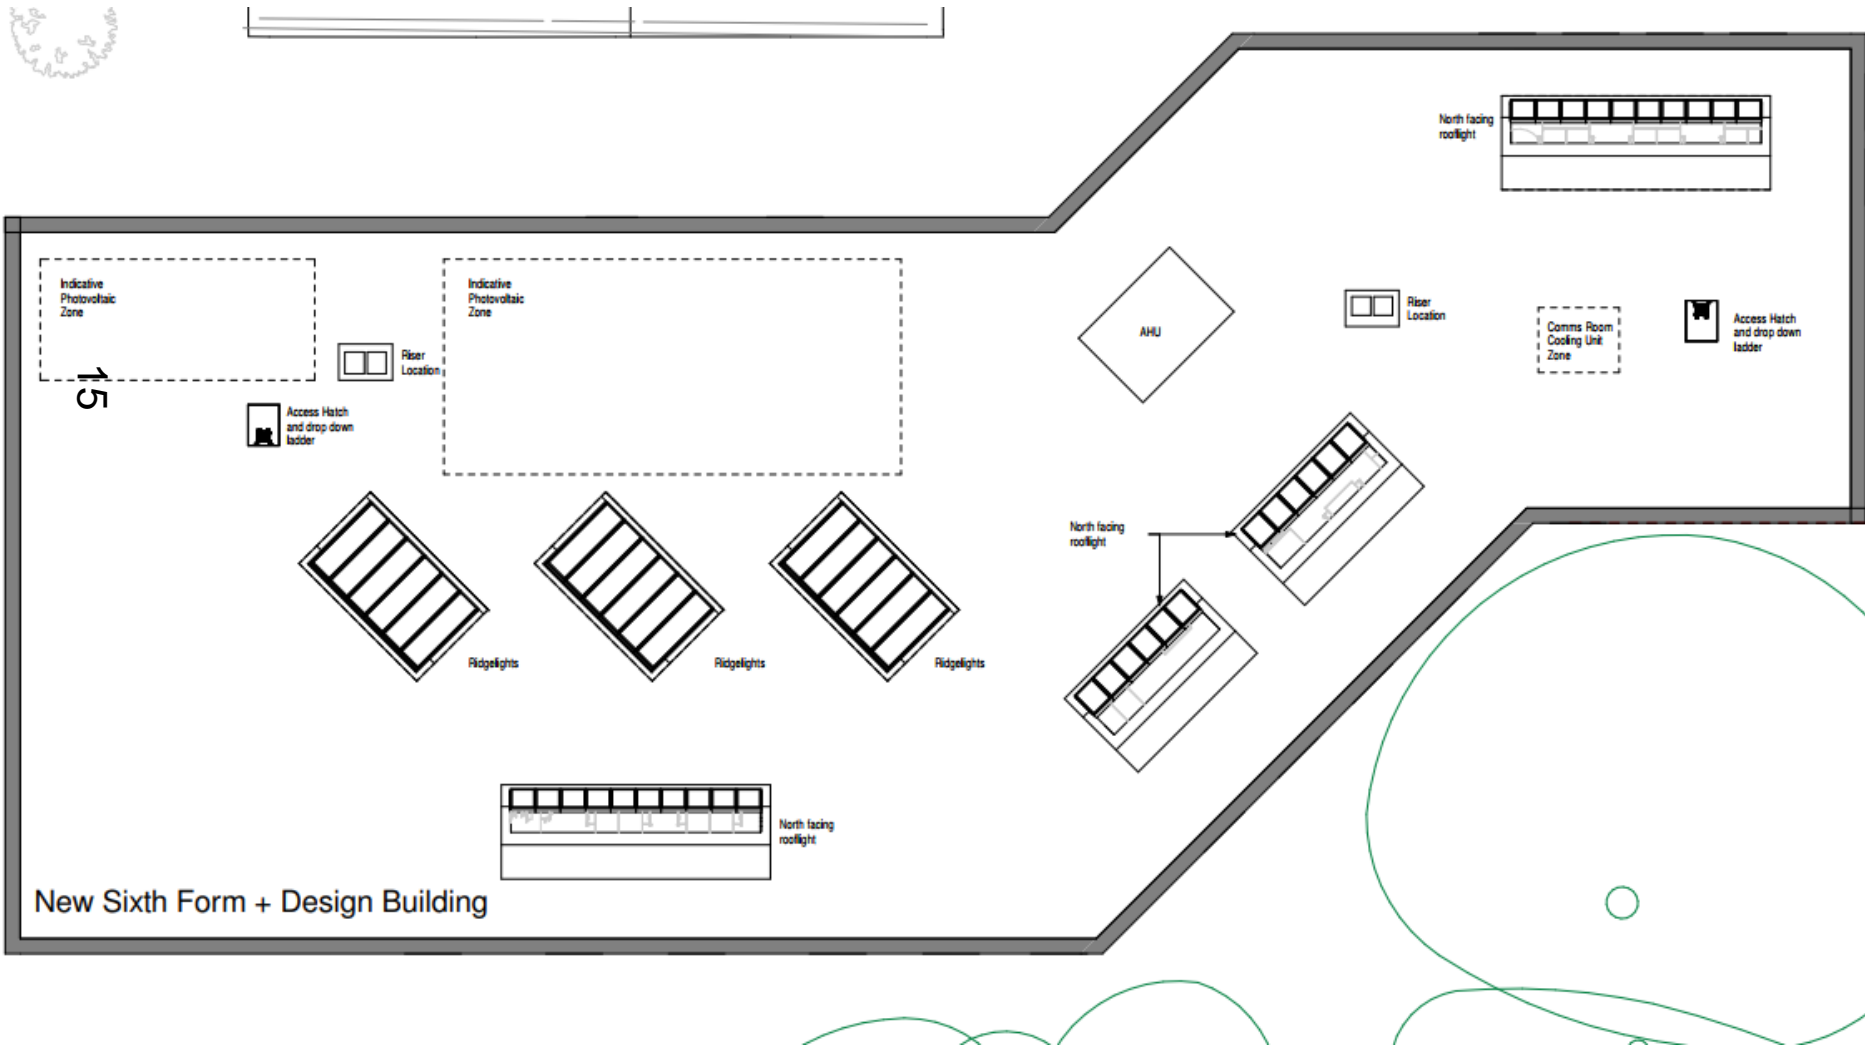 North facing
rooflight
Indicative
Photovoltaic
Zone
Indicative
Photovoltaic
Zone
Riser
Location
AHU
Riser
Location
Comms Room
Cooling Unit
Zone
Access Hatch
and drop down
ladder
15
Access Hatch
and drop down
ladder
North facing
rooflight
Ridgelights
Ridgelights
Ridgelights
North facing
rooflight
New Sixth Form + Design Building